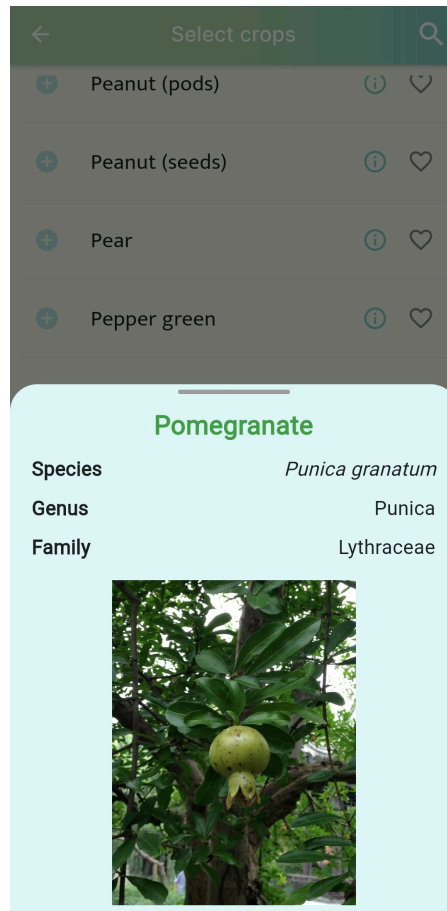 Select crops
Peanut (pods)
Peanut (seeds)
Pear
Pepper green
Pomegranate
Species Punica granatum
Genus Punica
Family Lythraceae